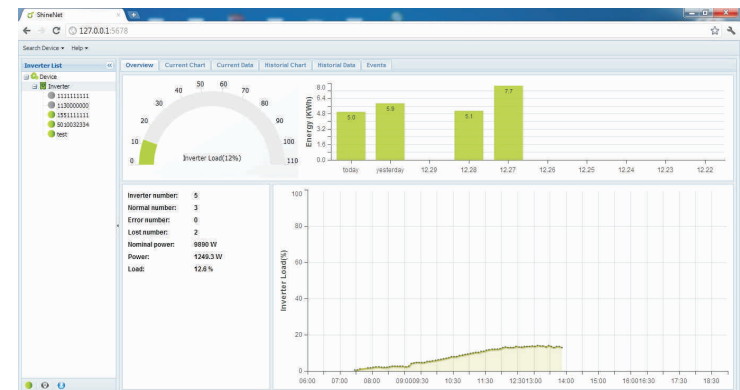 ShineNet
127.0.0.1:5678
Search Device Help
Inverter List
Device
Inverter
1111111111
1130000000
1551111111
5010032334
test
Overview Current Chart Current Data Historial Chart Historial Data Events
0 10 20 30 40 50 60 70 80 90 100 110
Inverter Load(12%)
Energy (KWh)
8.0
6.4
4.8
3.2
1.6
0.0
5.0 5.9 5.1 7.7
today yesterday 12.29 12.28 12.27 12.26 12.25 12.24 12.23 12.22
Inverter number: 5
Normal number: 3
Error number: 0
Lost number: 2
Nominal power: 9890 W
Power: 1249.3 W
Load: 12.6 %
Inverter Load(%)
100
80
60
40
20
0
06:00 07:00 08:00 09:0009:30 10:30 11:30 12:3013:00 14:00 15:00 16:0016:30 17:30 18:30